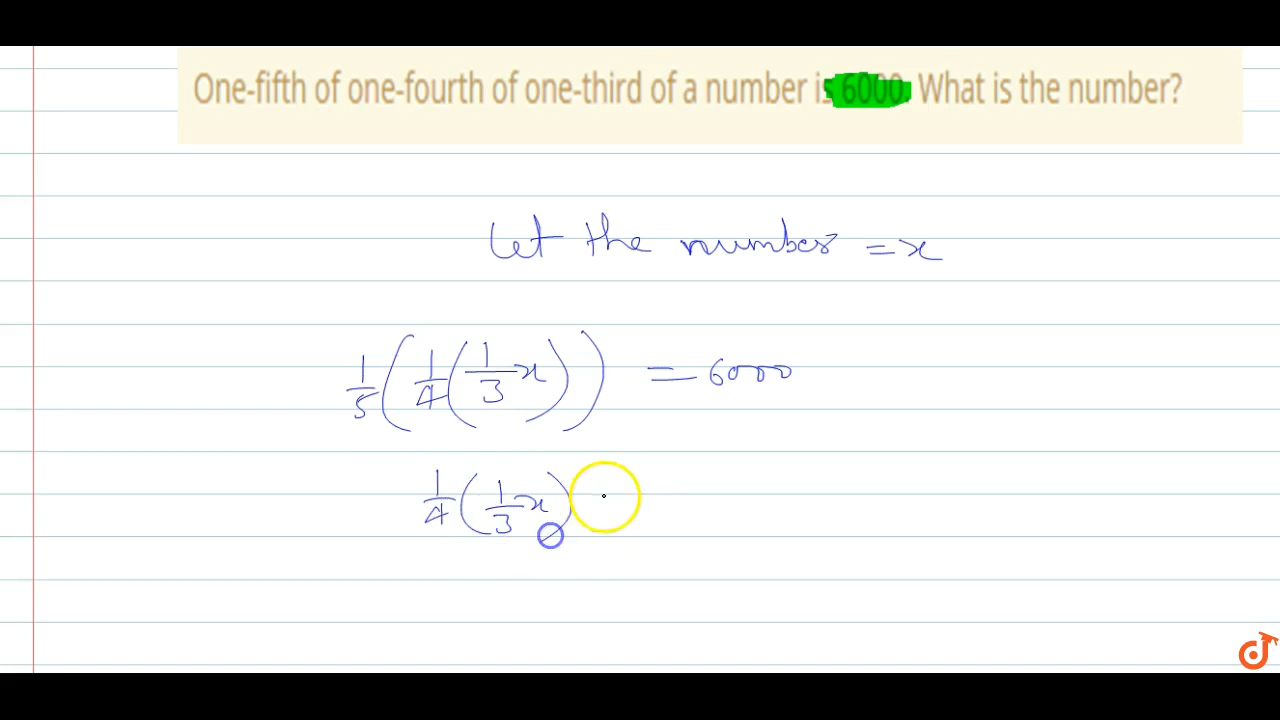 One-fifth of one-fourth of one-third of a number is 6000. What is the number?
Let the number = x
1/5 ( 1/4 ( 1/3 x ) ) = 6000
1/4 ( 1/3 x )